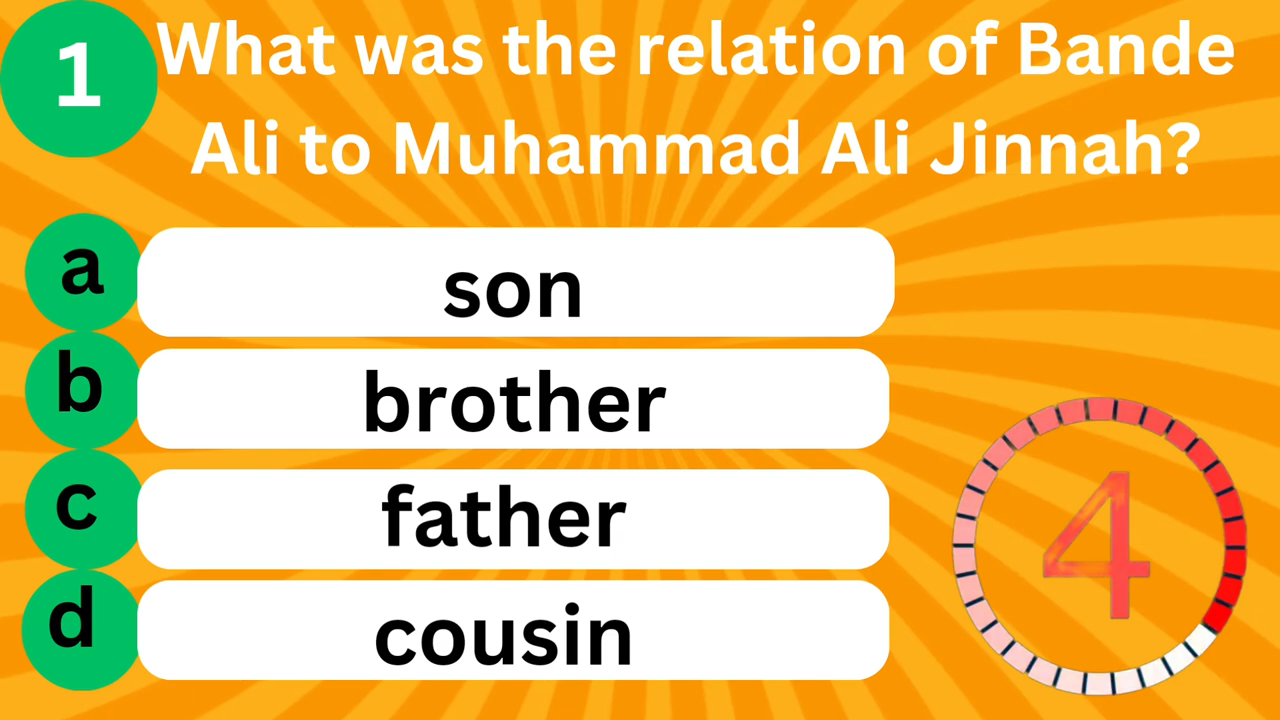 1
What was the relation of Bande
Ali to Muhammad Ali Jinnah?
a
son
b
brother
c
father
d
cousin
4